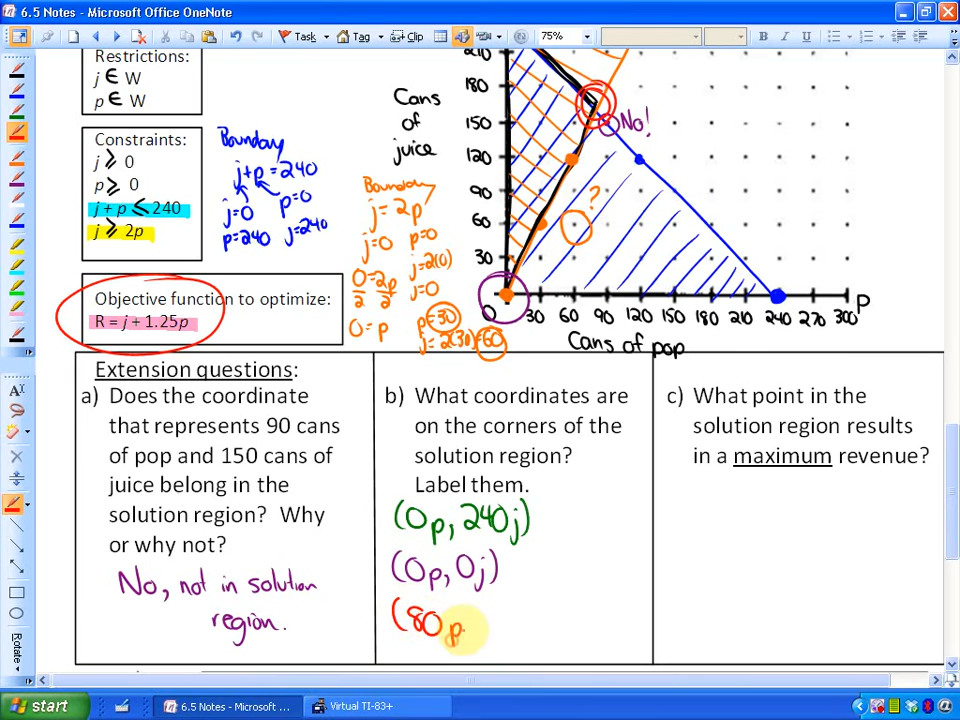 6.5 Notes - Microsoft Office OneNote
Task Tag Clip 75% B I U
Restrictions:
j ∈ W
p ∈ W
Constraints:
j ≥ 0
p ≥ 0
j + p ≤ 240
j ≥ 2p
Boundary
j+p = 240
j=0 p=0
p=240 j=240
Boundary
j = 2p
j=0 p=0
0=2p j=2(0)
2 2 j=0
0=p p=30
j=2(30)=60
Cans
of
juice
210
180
150
120
90
60
30
0 30 60 90 120 150 180 210 240 270 300 p
Cans of pop
No!
?
Objective function to optimize:
R = j + 1.25p
Extension questions:
a) Does the coordinate
that represents 90 cans
of pop and 150 cans of
juice belong in the
solution region? Why
or why not?
No, not in solution
region.
b) What coordinates are
on the corners of the
solution region?
Label them.
(0p, 240j)
(0p, 0j)
(80p
c) What point in the
solution region results
in a maximum revenue?
Rotate
start 6.5 Notes - Microsoft ... Virtual TI-83+